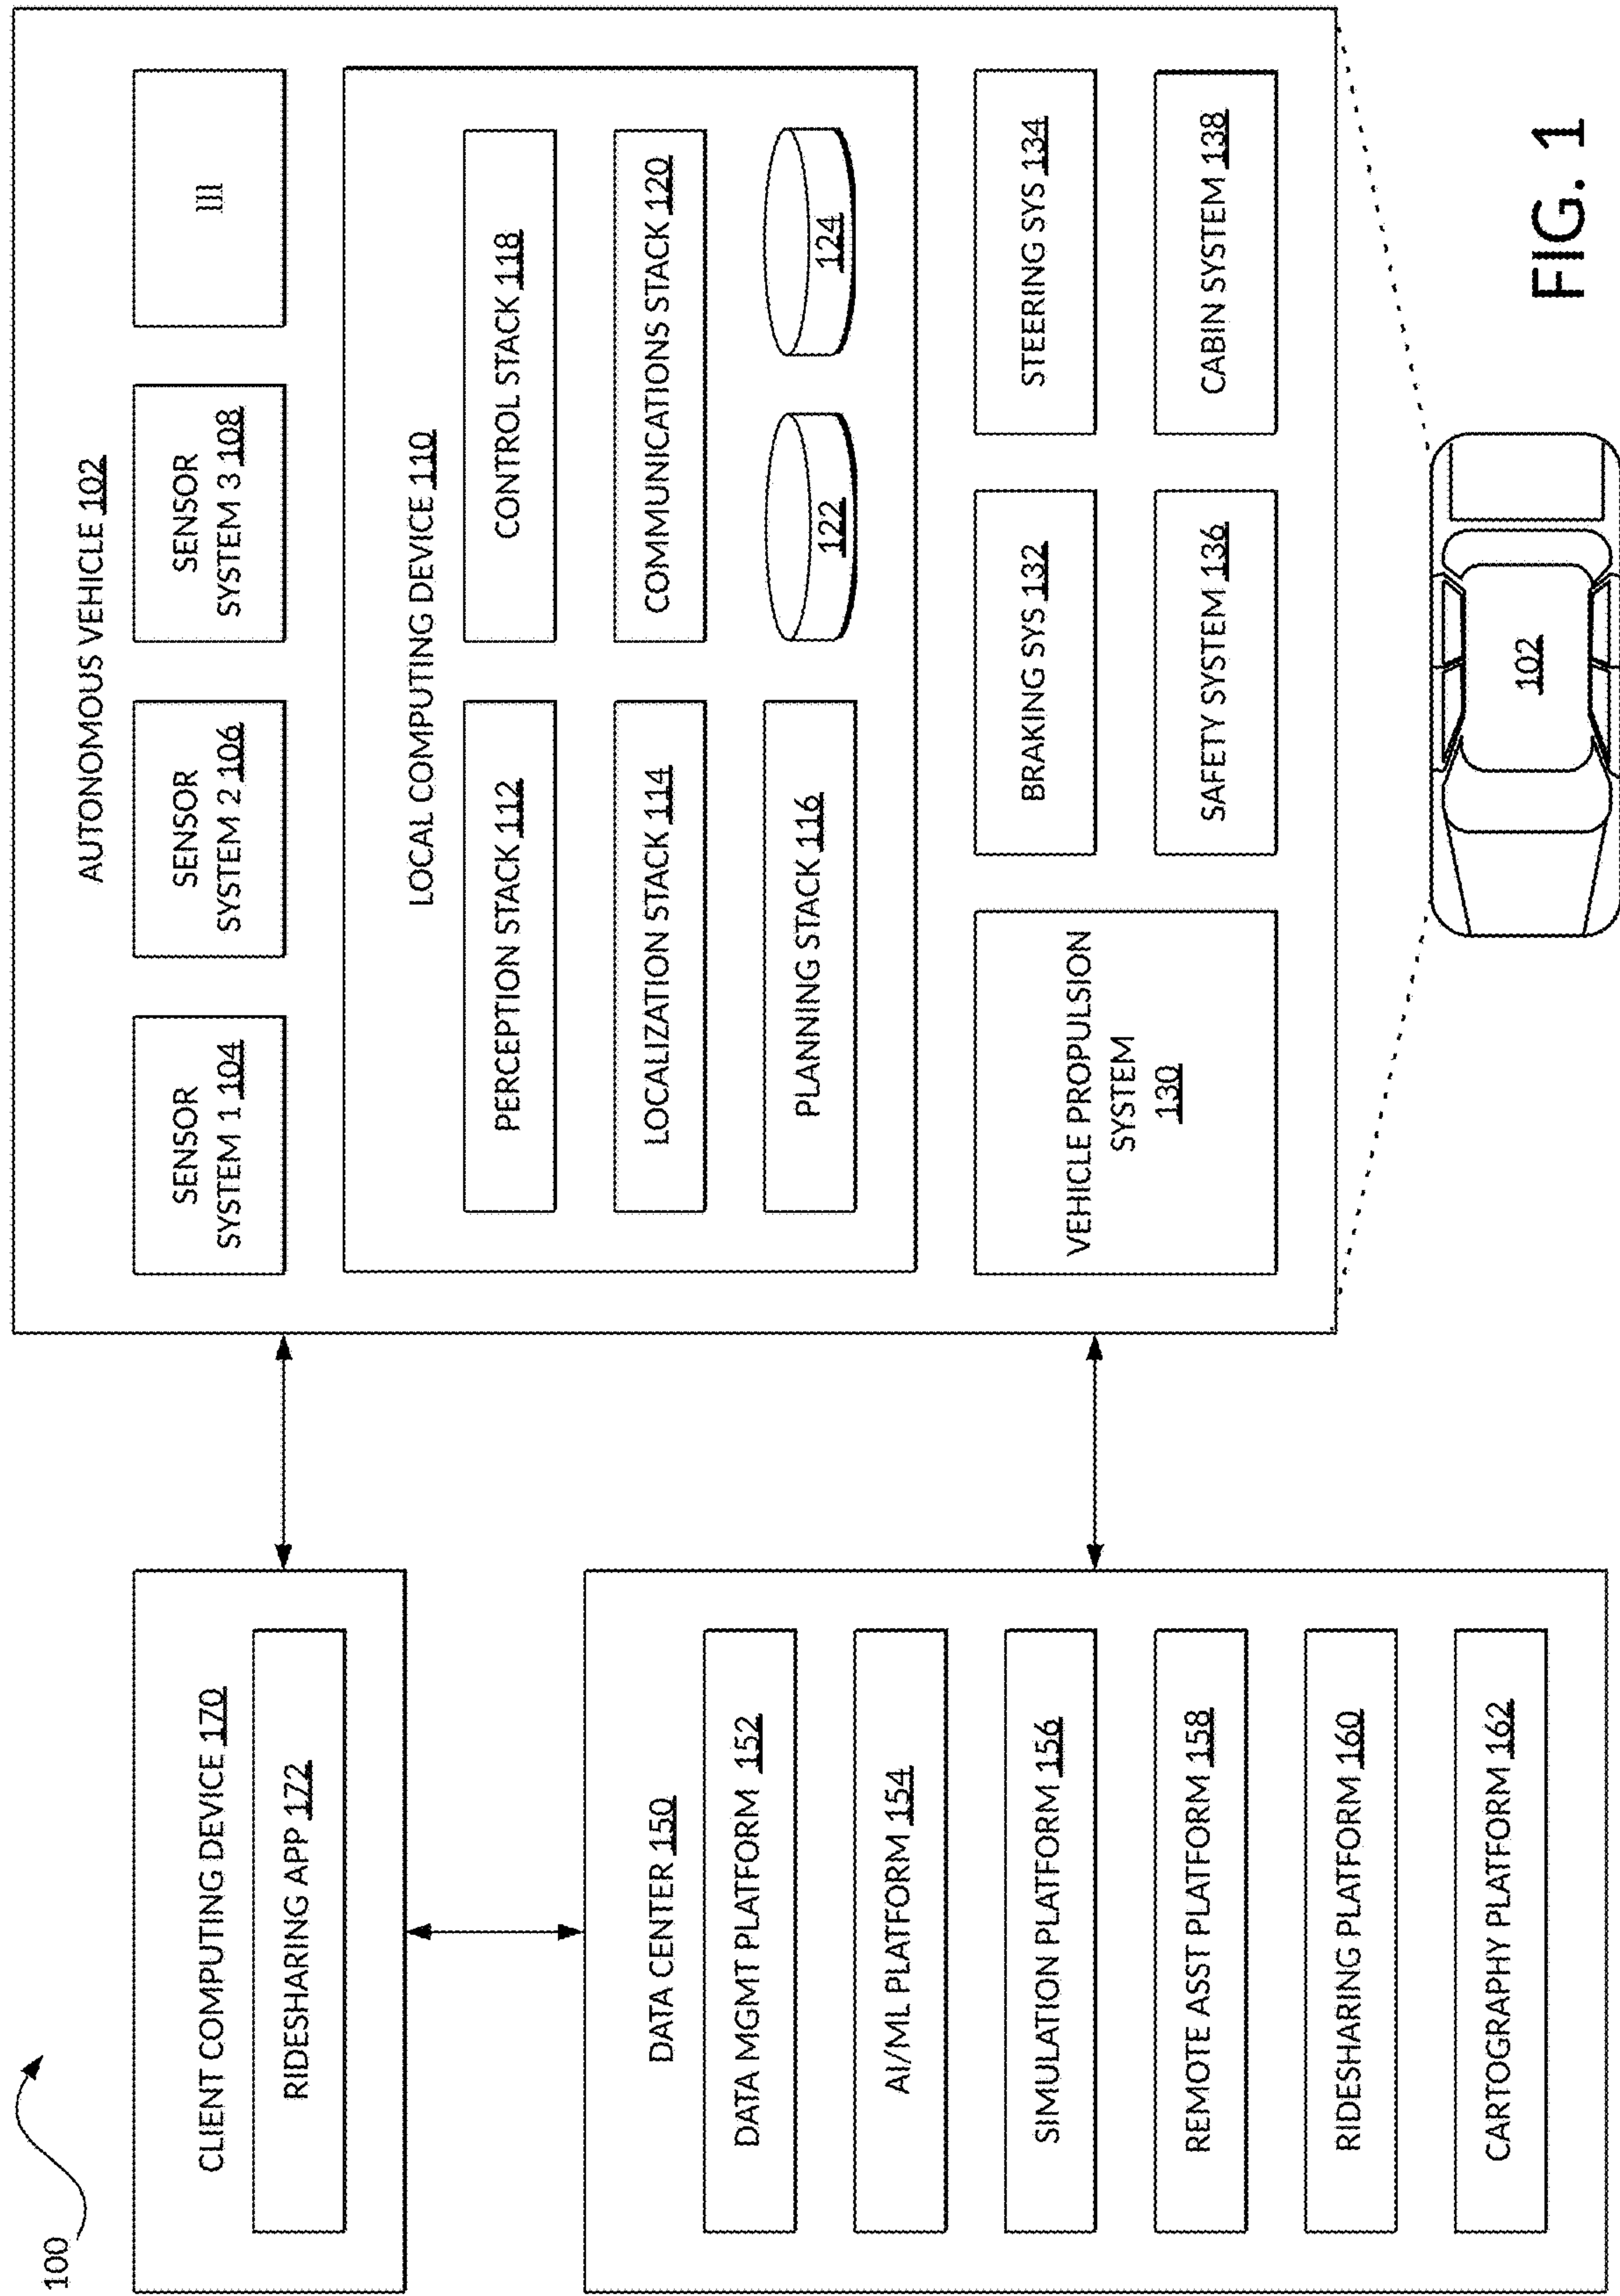 100
CLIENT COMPUTING DEVICE 170
RIDESHARING APP 172
DATA CENTER 150
DATA MGMT PLATFORM 152
AI/ML PLATFORM 154
SIMULATION PLATFORM 156
REMOTE ASST PLATFORM 158
RIDESHARING PLATFORM 160
CARTOGRAPHY PLATFORM 162
AUTONOMOUS VEHICLE 102
SENSOR
SYSTEM 1 104
SENSOR
SYSTEM 2 106
SENSOR
SYSTEM 3 108
LOCAL COMPUTING DEVICE 110
PERCEPTION STACK 112
CONTROL STACK 118
LOCALIZATION STACK 114
COMMUNICATIONS STACK 120
PLANNING STACK 116
122
124
VEHICLE PROPULSION
SYSTEM
130
BRAKING SYS 132
STEERING SYS 134
SAFETY SYSTEM 136
CABIN SYSTEM 138
102
FIG. 1